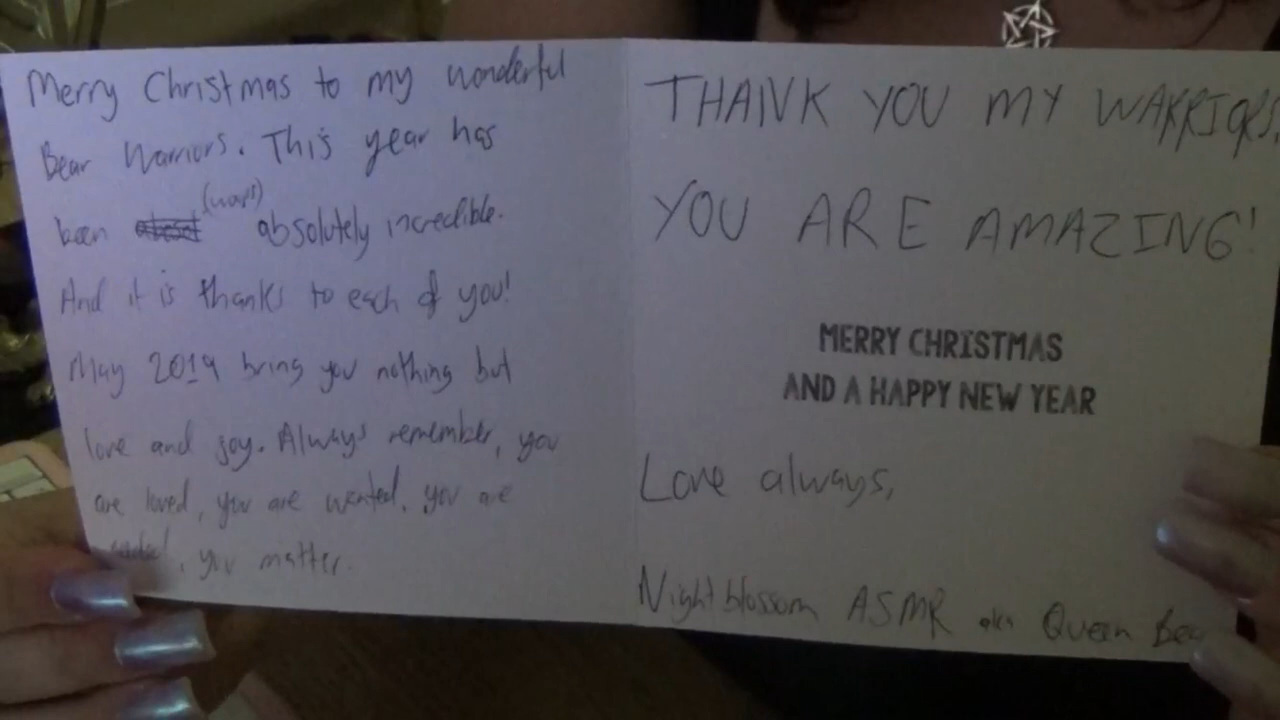 Merry Christmas to my wonderful
Bear Warriors. This year has
(woops)
been absolutely incredible.
And it is thanks to each of you!
May 2019 bring you nothing but
love and joy. Always remember, you
are loved, you are wanted, you are
, you matter.
THANK YOU MY WARRIORS.
YOU ARE AMAZING!
MERRY CHRISTMAS
AND A HAPPY NEW YEAR
Love always,
Nightblossom ASMR aka Queen